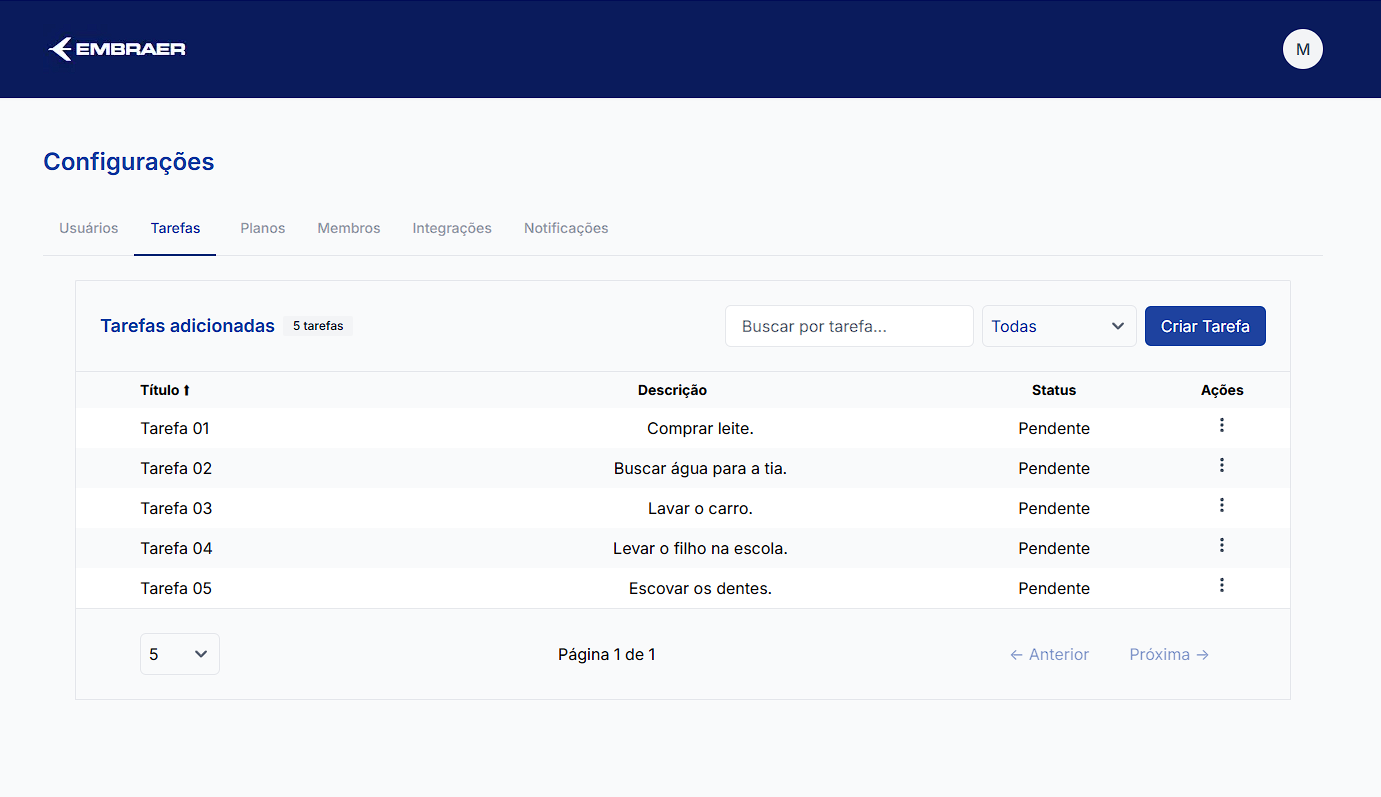 EMBRAER
M
Configurações
Usuários Tarefas Planos Membros Integrações Notificações
Tarefas adicionadas 5 tarefas Buscar por tarefa... Todas Criar Tarefa
Título ⬆ Descrição Status Ações
Tarefa 01 Comprar leite. Pendente
Tarefa 02 Buscar água para a tia. Pendente
Tarefa 03 Lavar o carro. Pendente
Tarefa 04 Levar o filho na escola. Pendente
Tarefa 05 Escovar os dentes. Pendente
5 Página 1 de 1 ← Anterior Próxima →